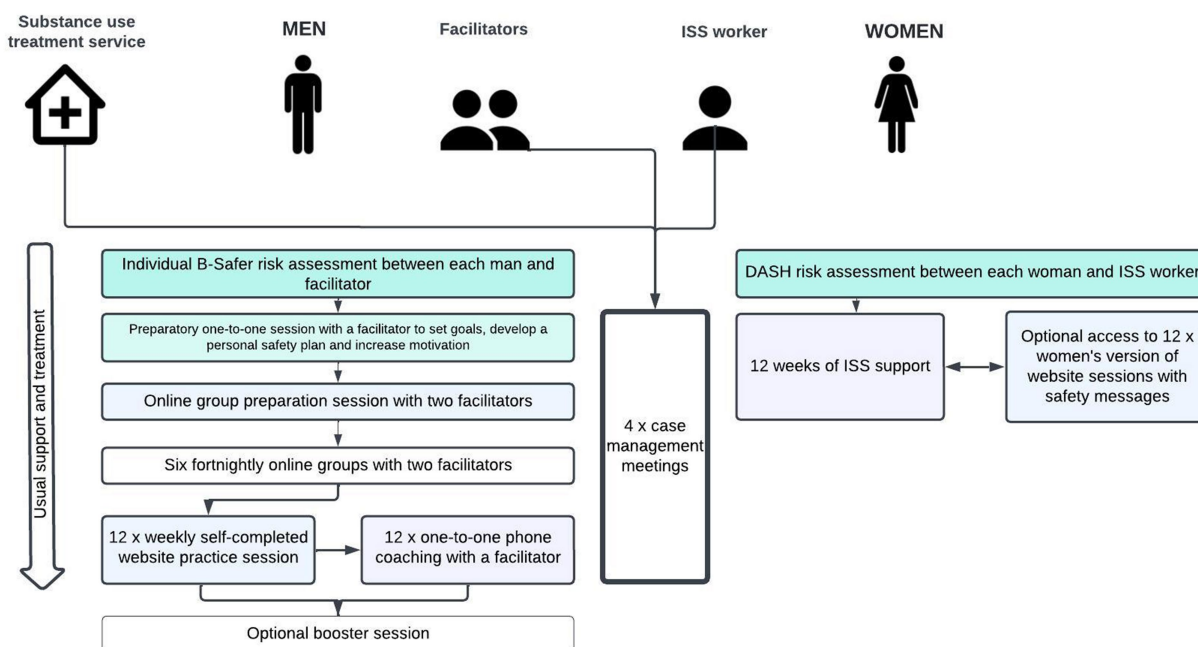 Substance use
treatment service
MEN
Facilitators
ISS worker
WOMEN
Usual support and treatment
Individual B-Safer risk assessment between each man and
facilitator
Preparatory one-to-one session with a facilitator to set goals, develop a
personal safety plan and increase motivation
Online group preparation session with two facilitators
Six fortnightly online groups with two facilitators
12 x weekly self-completed
website practice session
12 x one-to-one phone
coaching with a facilitator
Optional booster session
4 x case
management
meetings
DASH risk assessment between each woman and ISS worker
12 weeks of ISS support
Optional access to 12 x
women's version of
website sessions with
safety messages